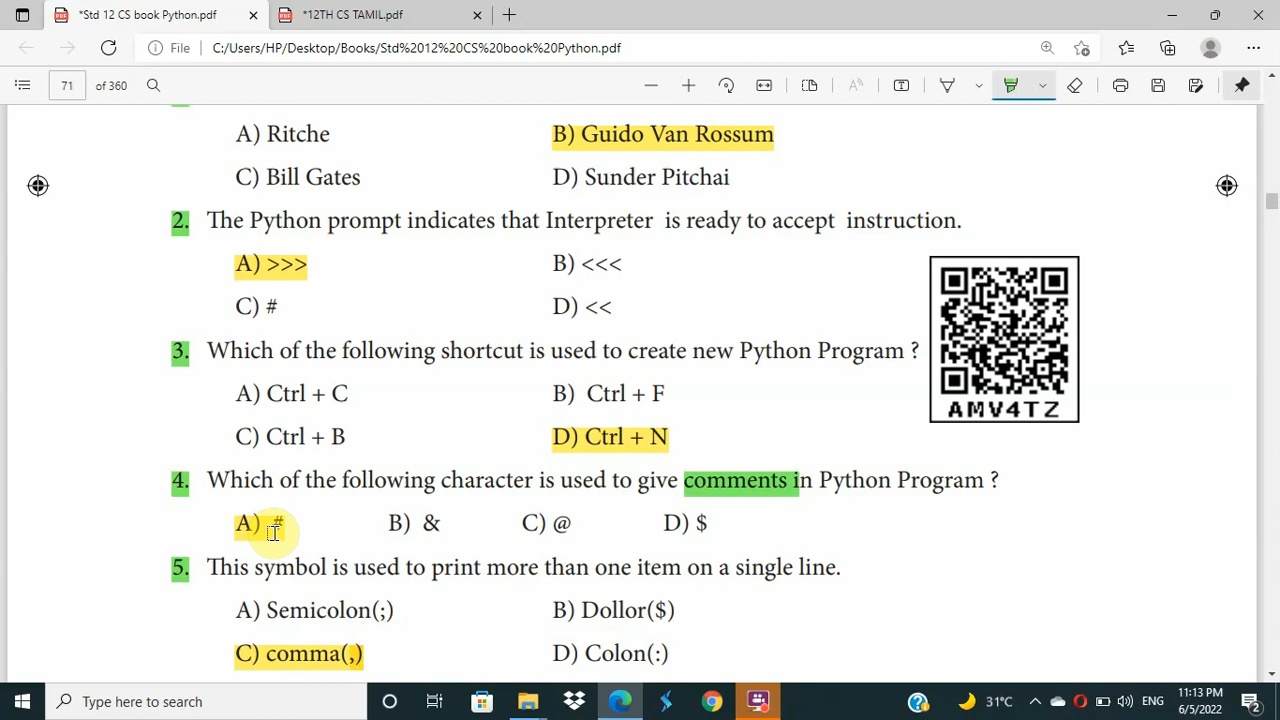 *Std 12 CS book Python.pdf
*12TH CS TAMIL.pdf
File C:/Users/HP/Desktop/Books/Std%2012%20CS%20book%20Python.pdf
71 of 360
A) Ritche B) Guido Van Rossum
C) Bill Gates D) Sunder Pitchai
2. The Python prompt indicates that Interpreter is ready to accept instruction.
A) >>> B) <<<
C) # D) <<
3. Which of the following shortcut is used to create new Python Program ?
A) Ctrl + C B) Ctrl + F
C) Ctrl + B D) Ctrl + N
AMV4TZ
4. Which of the following character is used to give comments in Python Program ?
A) # B) & C) @ D) $
5. This symbol is used to print more than one item on a single line.
A) Semicolon(;) B) Dollor($)
C) comma(,) D) Colon(:)
Type here to search
31°C ENG 11:13 PM
6/5/2022 2